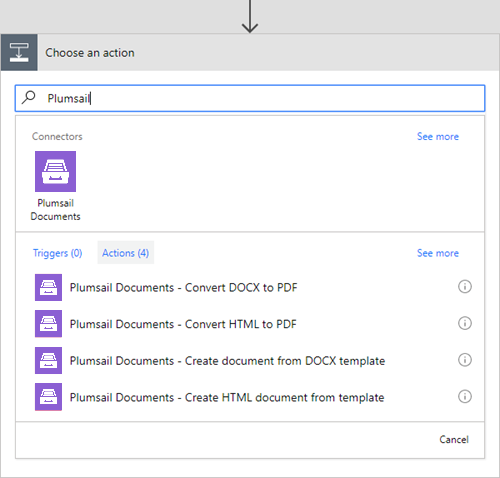 Choose an action
Plumsail
Connectors
See more
Plumsail
Documents
Triggers (0)
Actions (4)
See more
Plumsail Documents - Convert DOCX to PDF
Plumsail Documents - Convert HTML to PDF
Plumsail Documents - Create document from DOCX template
Plumsail Documents - Create HTML document from template
Cancel